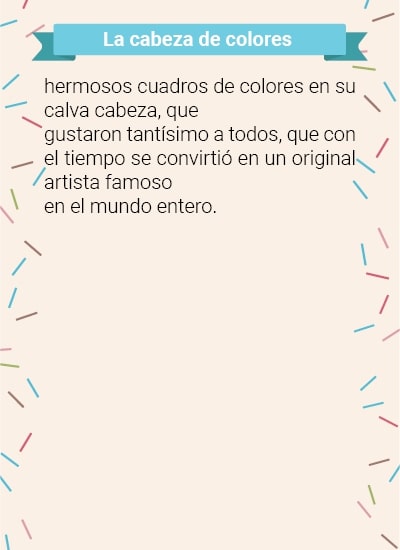 La cabeza de colores
hermosos cuadros de colores en su
calva cabeza, que
gustaron tantísimo a todos, que con
el tiempo se convirtió en un original
artista famoso
en el mundo entero.